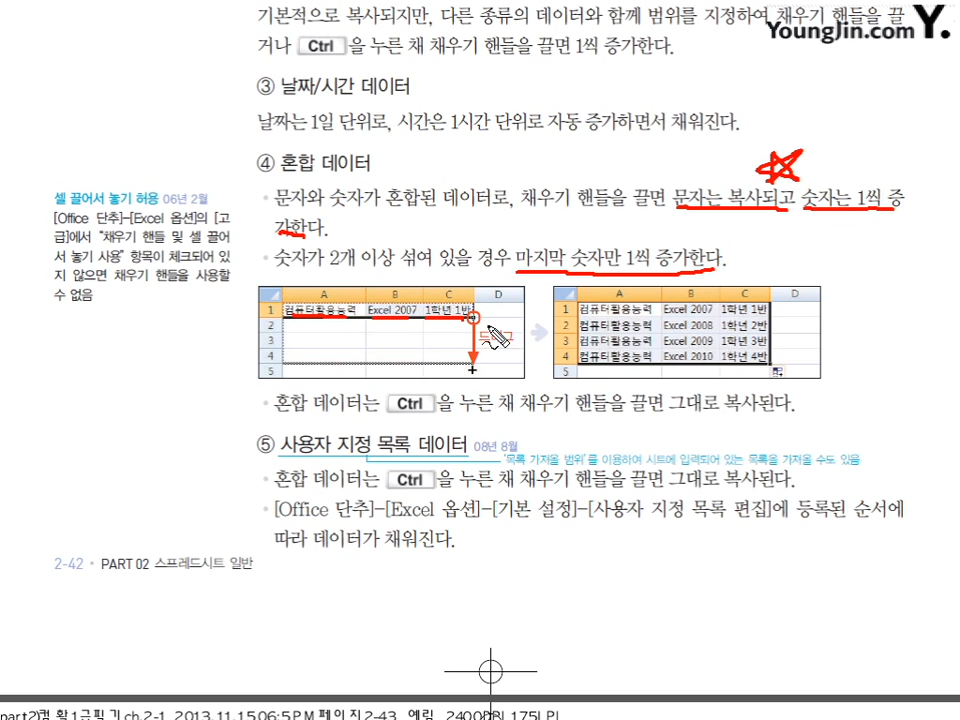 기본적으로 복사되지만, 다른 종류의 데이터와 함께 범위를 지정하여 채우기 핸들을 끌
거나 Ctrl 을 누른 채 채우기 핸들을 끌면 1씩 증가한다.
YoungJin.com Y.
③ 날짜/시간 데이터
날짜는 1일 단위로, 시간은 1시간 단위로 자동 증가하면서 채워진다.
④ 혼합 데이터
• 문자와 숫자가 혼합된 데이터로, 채우기 핸들을 끌면 문자는 복사되고 숫자는 1씩 증
가한다.
• 숫자가 2개 이상 섞여 있을 경우 마지막 숫자만 1씩 증가한다.
셀 끌어서 놓기 허용 06년 2월
[Office 단추]-[Excel 옵션]의 [고
급]에서 "채우기 핸들 및 셀 끌어
서 놓기 사용" 항목이 체크되어 있
지 않으면 채우기 핸들을 사용할
수 없음
A B C D
1 컴퓨터활용능력 Excel 2007 1학년 1반
2
3
4
5
A B C D
1 컴퓨터활용능력 Excel 2007 1학년 1반
2 컴퓨터활용능력 Excel 2008 1학년 2반
3 컴퓨터활용능력 Excel 2009 1학년 3반
4 컴퓨터활용능력 Excel 2010 1학년 4반
5
• 혼합 데이터는 Ctrl 을 누른 채 채우기 핸들을 끌면 그대로 복사된다.
⑤ 사용자 지정 목록 데이터 08년 8월
'목록 가져올 범위'를 이용하여 시트에 입력되어 있는 목록을 가져올 수도 있음
• 혼합 데이터는 Ctrl 을 누른 채 채우기 핸들을 끌면 그대로 복사된다.
• [Office 단추]-[Excel 옵션]-[기본 설정]-[사용자 지정 목록 편집]에 등록된 순서에
따라 데이터가 채워진다.
2-42 • PART 02 스프레드시트 일반